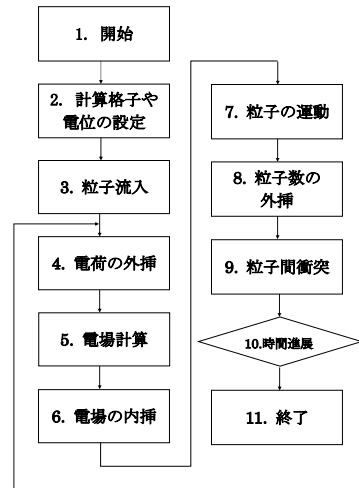 1. 開始
2. 計算格子や
電位の設定
3. 粒子流入
4. 電荷の外挿
5. 電場計算
6. 電場の内挿
7. 粒子の運動
8. 粒子数の
外挿
9. 粒子間衝突
10.時間進展
11. 終了